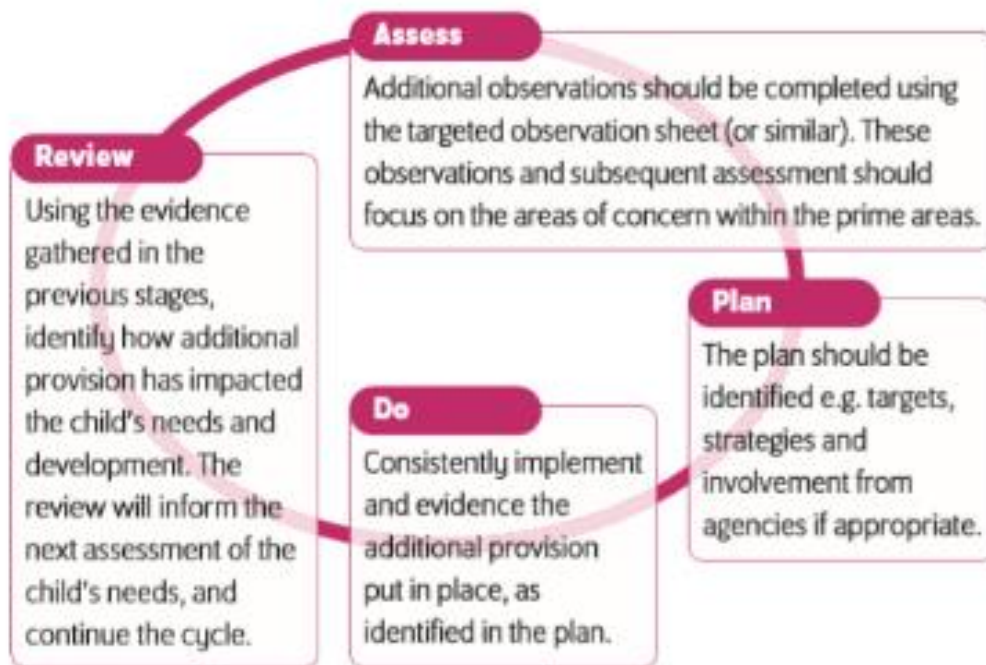 Assess
Additional observations should be completed using
the targeted observation sheet (or similar). These
observations and subsequent assessment should
focus on the areas of concern within the prime areas.
Plan
The plan should be
identified e.g. targets,
strategies and
involvement from
agencies if appropriate.
Do
Consistently implement
and evidence the
additional provision
put in place, as
identified in the plan.
Review
Using the evidence
gathered in the
previous stages,
identify how additional
provision has impacted
the child's needs and
development. The
review will inform the
next assessment of the
child's needs, and
continue the cycle.